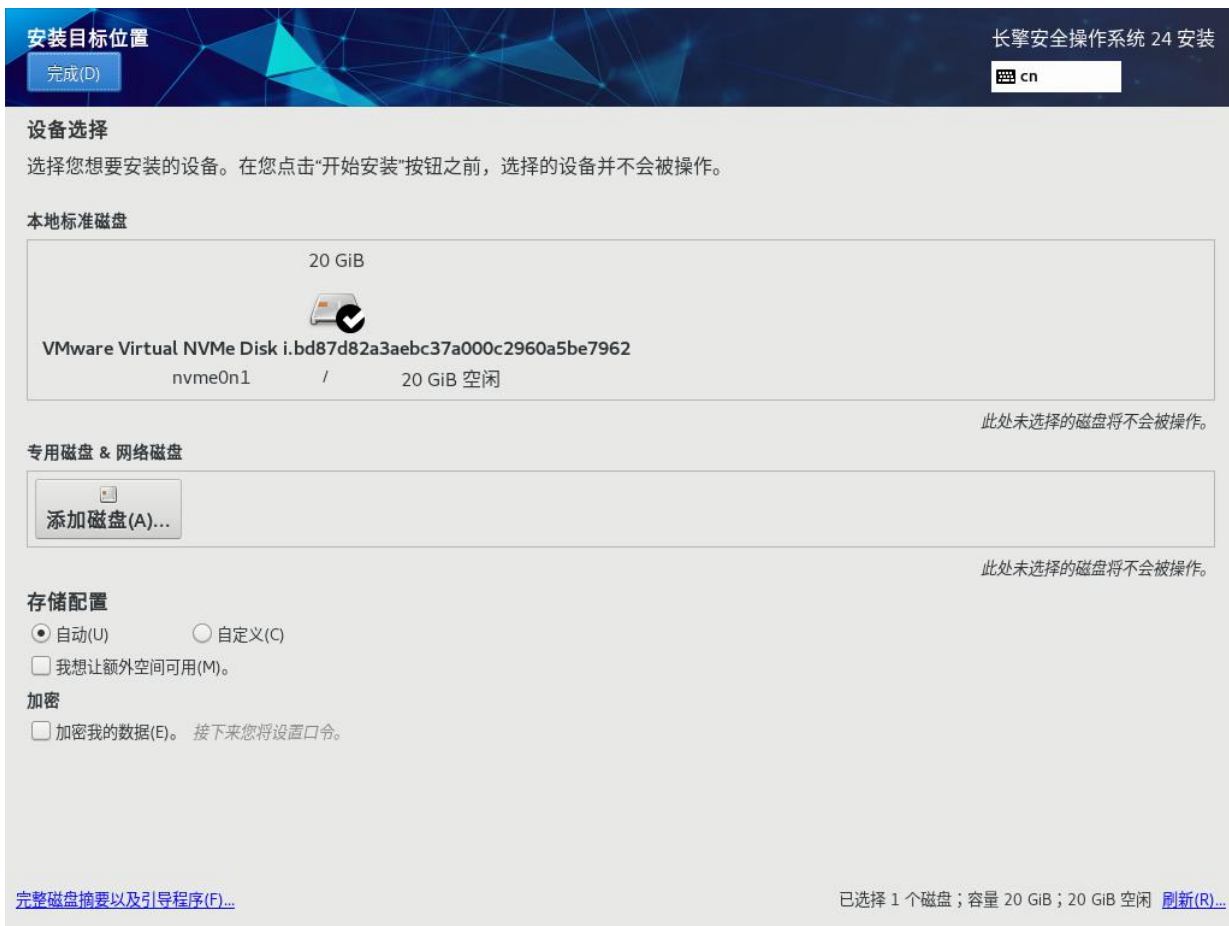 安装目标位置
长擎安全操作系统 24 安装
完成(D)
cn
设备选择
选择您想要安装的设备。在您点击“开始安装”按钮之前，选择的设备并不会被操作。
本地标准磁盘
20 GiB
VMware Virtual NVMe Disk i.bd87d82a3aebc37a000c2960a5be7962
nvme0n1 / 20 GiB 空闲
此处未选择的磁盘将不会被操作。
专用磁盘 & 网络磁盘
添加磁盘(A)...
此处未选择的磁盘将不会被操作。
存储配置
自动(U) 自定义(C)
我想让额外空间可用(M)。
加密
加密我的数据(E)。 接下来您将设置口令。
完整磁盘摘要以及引导程序(F)... 已选择 1 个磁盘；容量 20 GiB；20 GiB 空闲 刷新(R)...